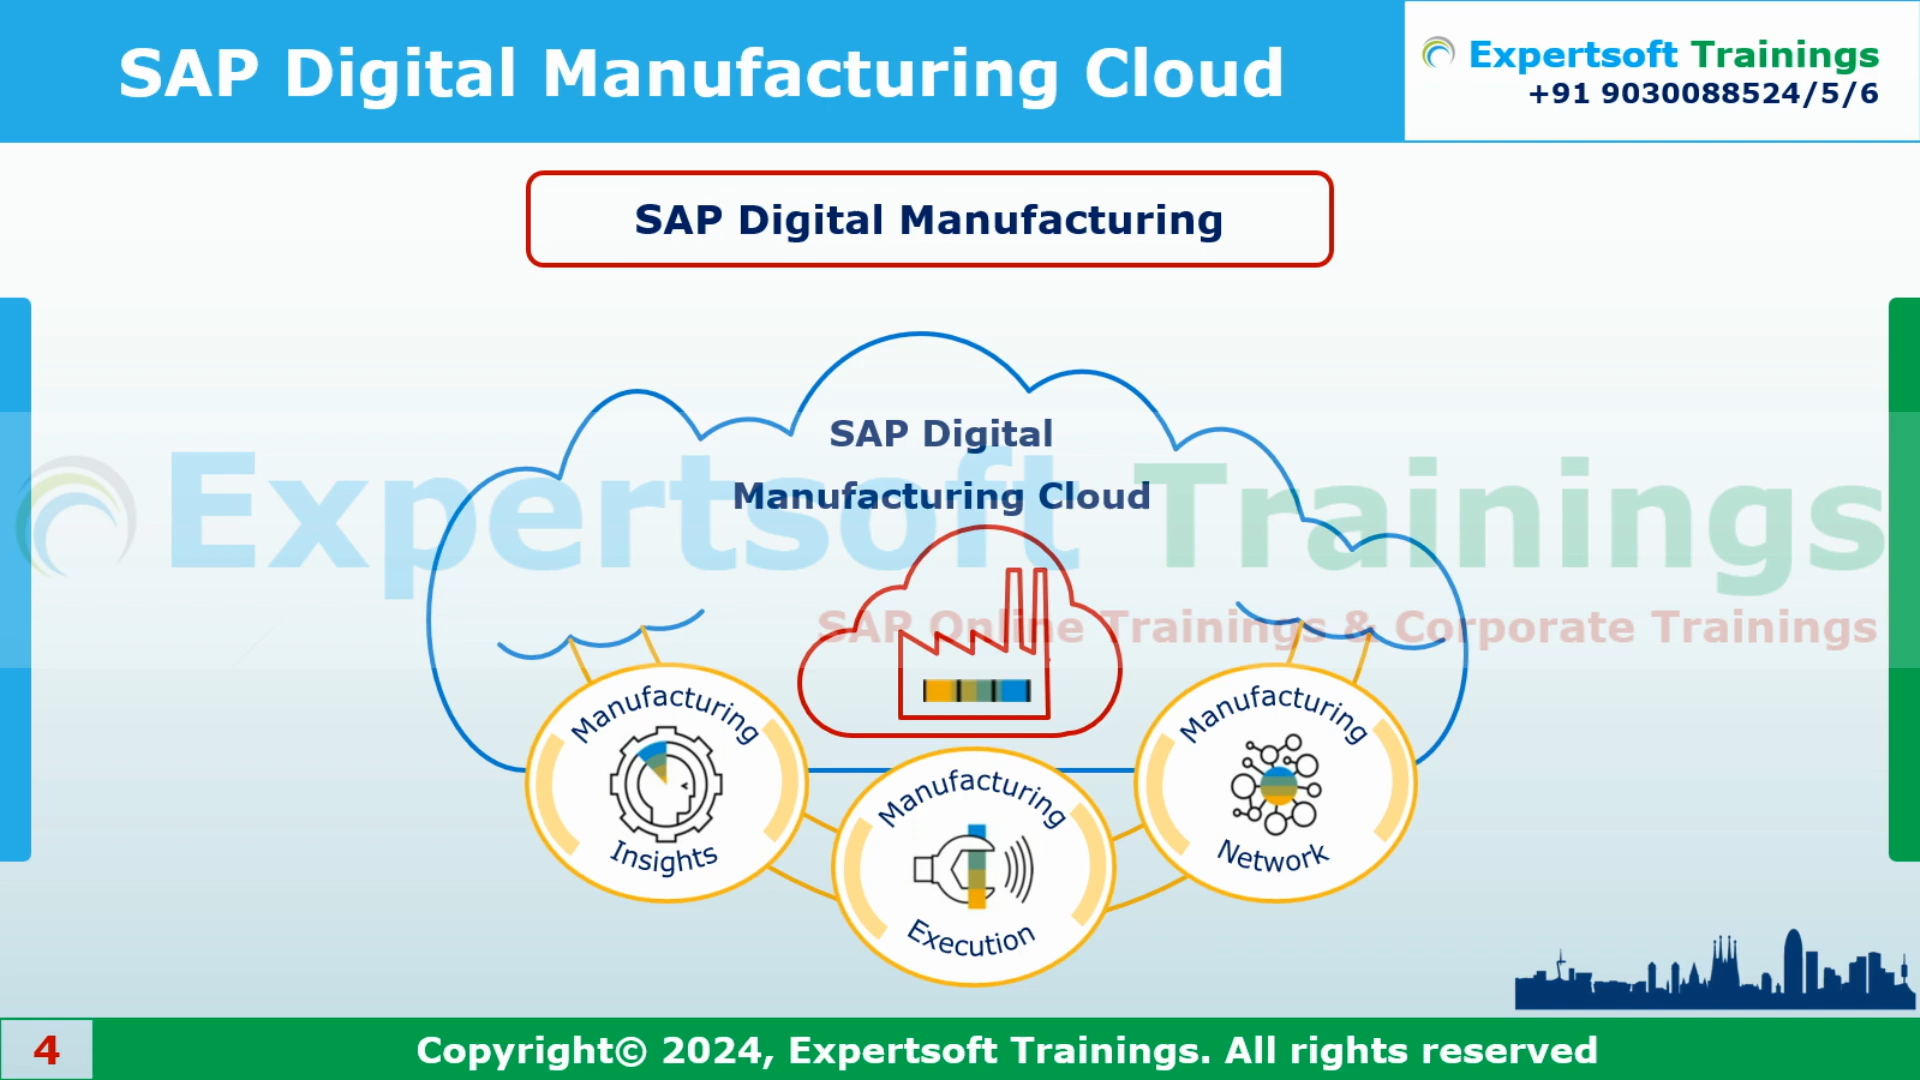 SAP Digital Manufacturing Cloud
Expertsoft Trainings
+91 9030088524/5/6
SAP Digital Manufacturing
SAP Digital
Manufacturing Cloud
Expertsoft Trainings
SAP Online Trainings & Corporate Trainings
Manufacturing
Insights
Manufacturing
Execution
Manufacturing
Network
4
Copyright© 2024, Expertsoft Trainings. All rights reserved